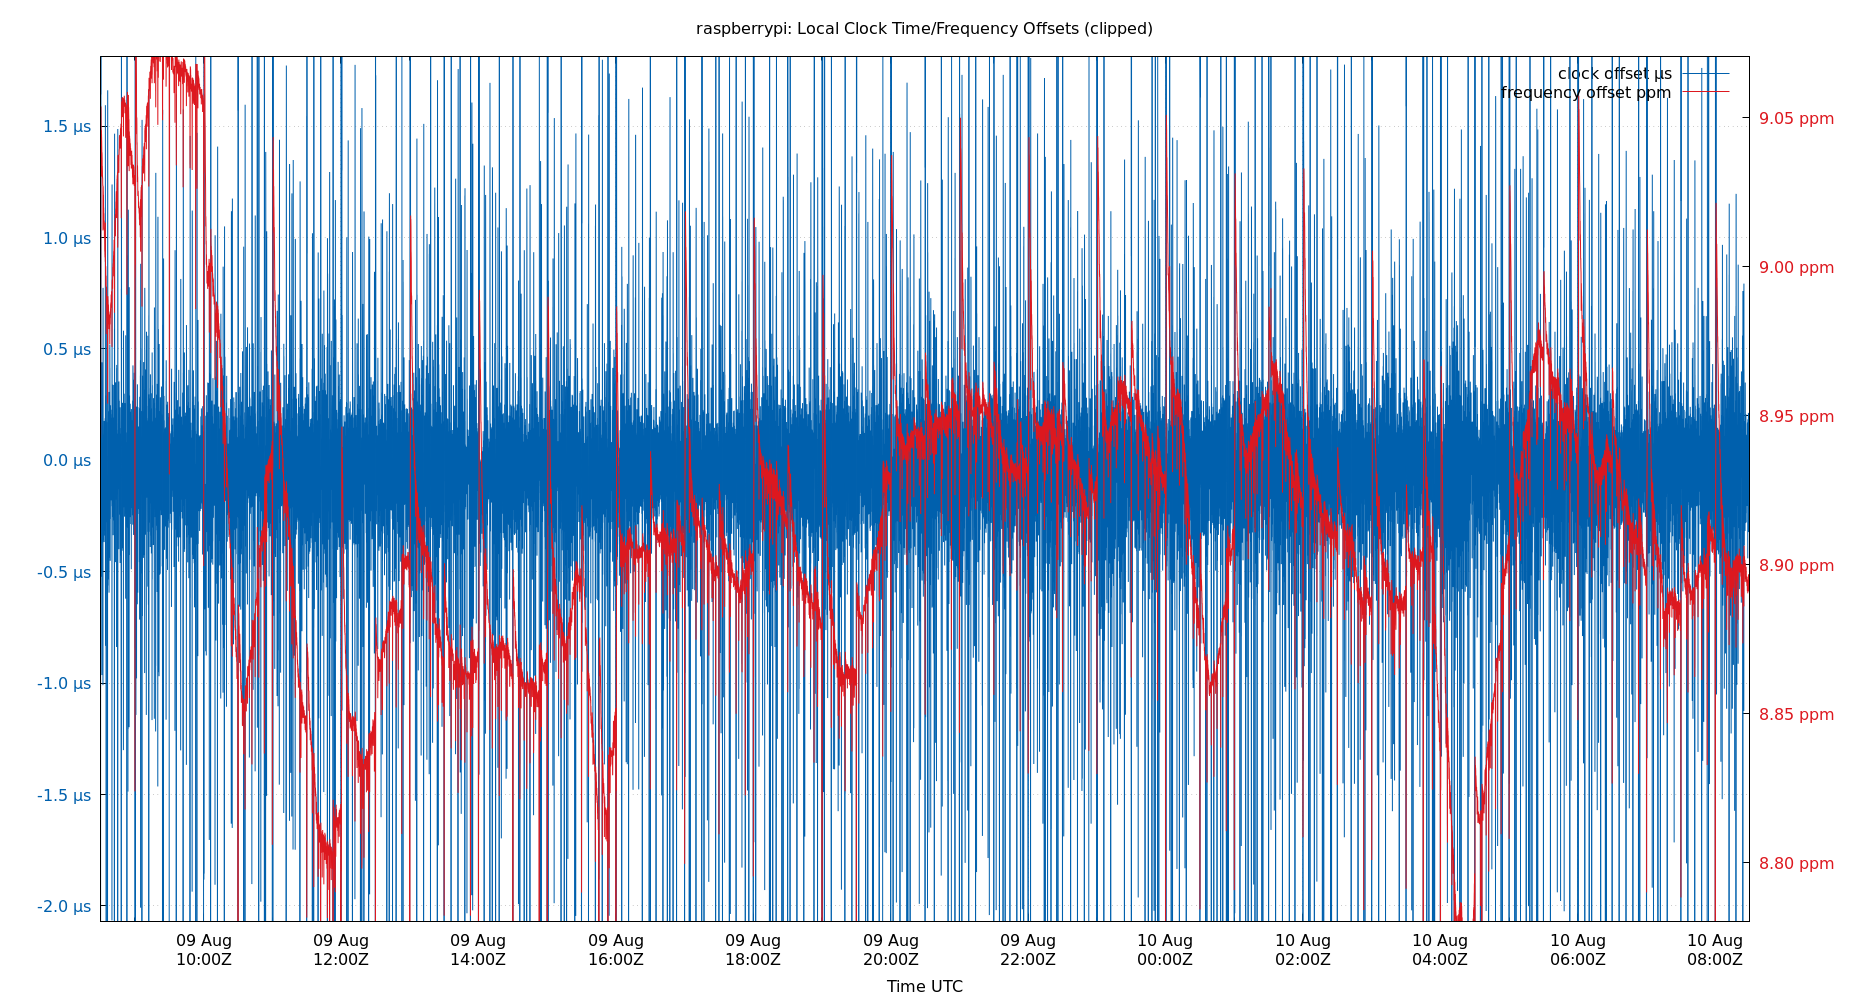 raspberrypi: Local Clock Time/Frequency Offsets (clipped)
clock offset µs
frequency offset ppm
1.5 µs
1.0 µs
0.5 µs
0.0 µs
-0.5 µs
-1.0 µs
-1.5 µs
-2.0 µs
9.05 ppm
9.00 ppm
8.95 ppm
8.90 ppm
8.85 ppm
8.80 ppm
09 Aug
10:00Z
09 Aug
12:00Z
09 Aug
14:00Z
09 Aug
16:00Z
09 Aug
18:00Z
09 Aug
20:00Z
09 Aug
22:00Z
10 Aug
00:00Z
10 Aug
02:00Z
10 Aug
04:00Z
10 Aug
06:00Z
10 Aug
08:00Z
Time UTC